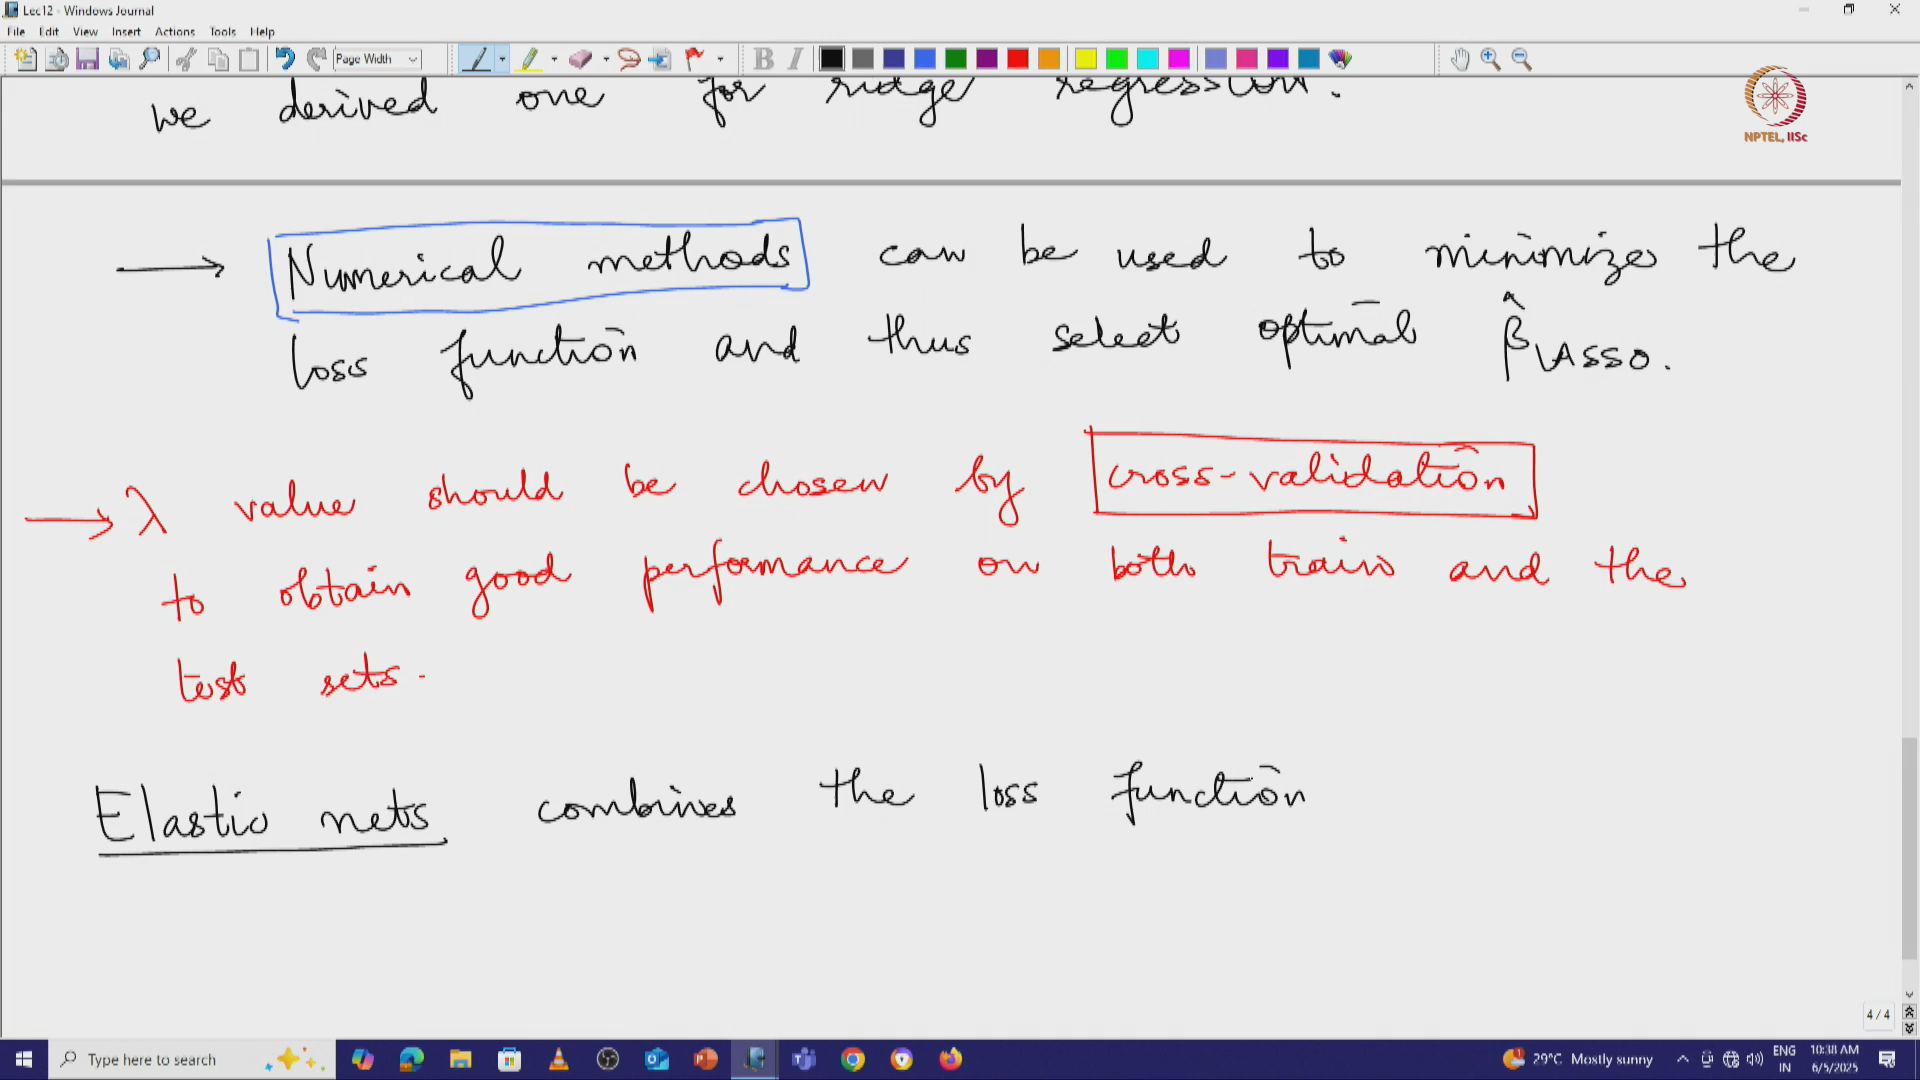 Lec12 - Windows Journal
File Edit View Insert Actions Tools Help
Page Width
B I
we derived one for ridge regression.
NPTEL, IISc
→ Numerical methods can be used to minimize the
loss function and thus select optimal β̂ LASSO.
→ λ value should be chosen by cross-validation
to obtain good performance on both train and the
test sets.
Elastic nets combines the loss function
4 / 4
Type here to search
29°C Mostly sunny
ENG
IN
10:38 AM
6/5/2025